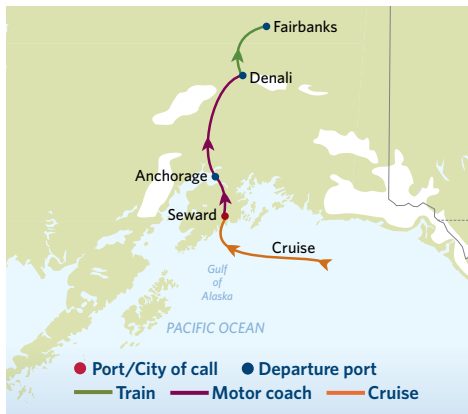 Fairbanks
Denali
Anchorage
Seward
Cruise
Gulf
of
Alaska
PACIFIC OCEAN
Port/City of call Departure port
Train Motor coach Cruise